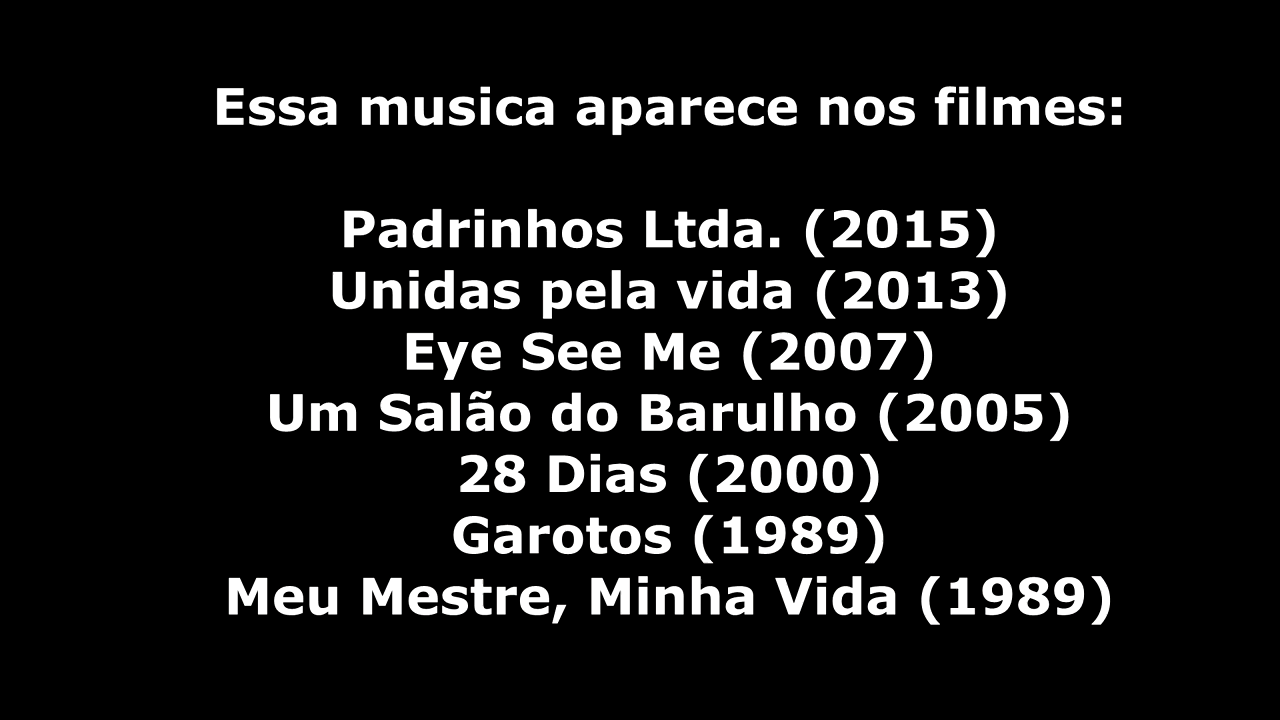 Essa musica aparece nos filmes:
Padrinhos Ltda. (2015)
Unidas pela vida (2013)
Eye See Me (2007)
Um Salão do Barulho (2005)
28 Dias (2000)
Garotos (1989)
Meu Mestre, Minha Vida (1989)